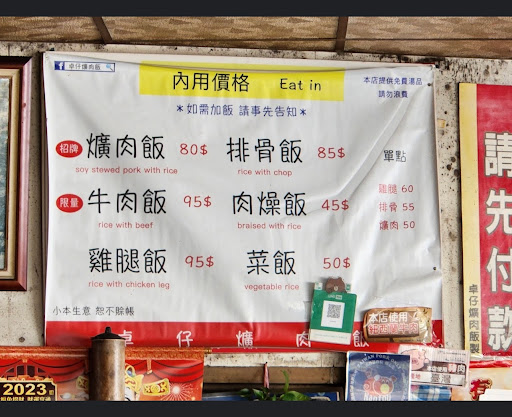 卓仔爌肉飯
內用價格 Eat in
本店提供免費湯品
請勿浪費
*如需加飯 請事先告知*
招牌 爌肉飯 80$
soy stewed pork with rice
排骨飯 85$
rice with chop
單點
限量 牛肉飯 95$
rice with beef
肉燥飯 45$
braised with rice
雞腿 60
排骨 55
爌肉 50
雞腿飯 95$
rice with chicken leg
菜飯 50$
vegetable rice
小本生意 恕不賒帳
本店使用
卓仔爌肉飯
請先付款
卓仔爌肉飯製
2023